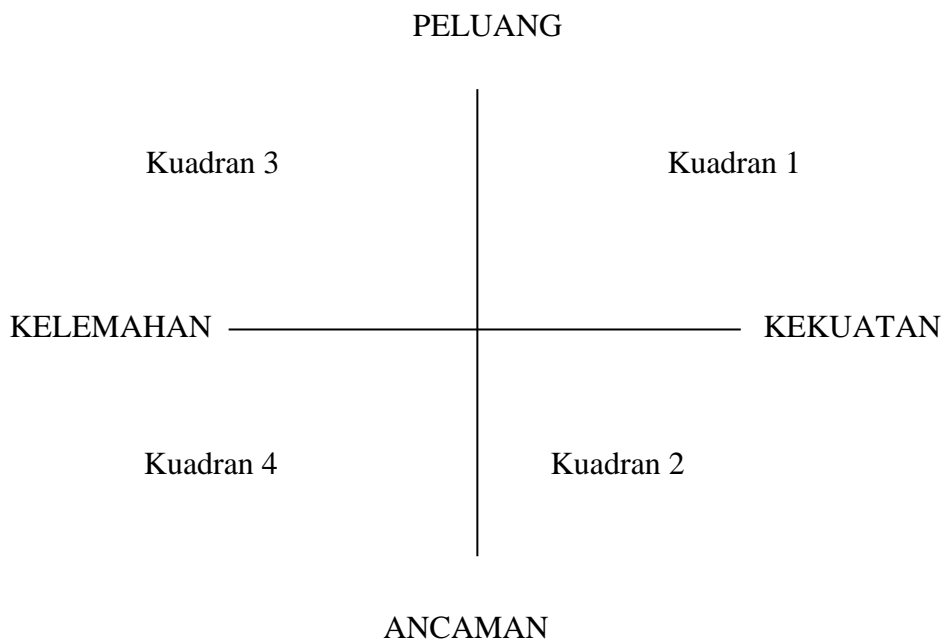 PELUANG
Kuadran 3
Kuadran 1
KELEMAHAN
KEKUATAN
Kuadran 4
Kuadran 2
ANCAMAN